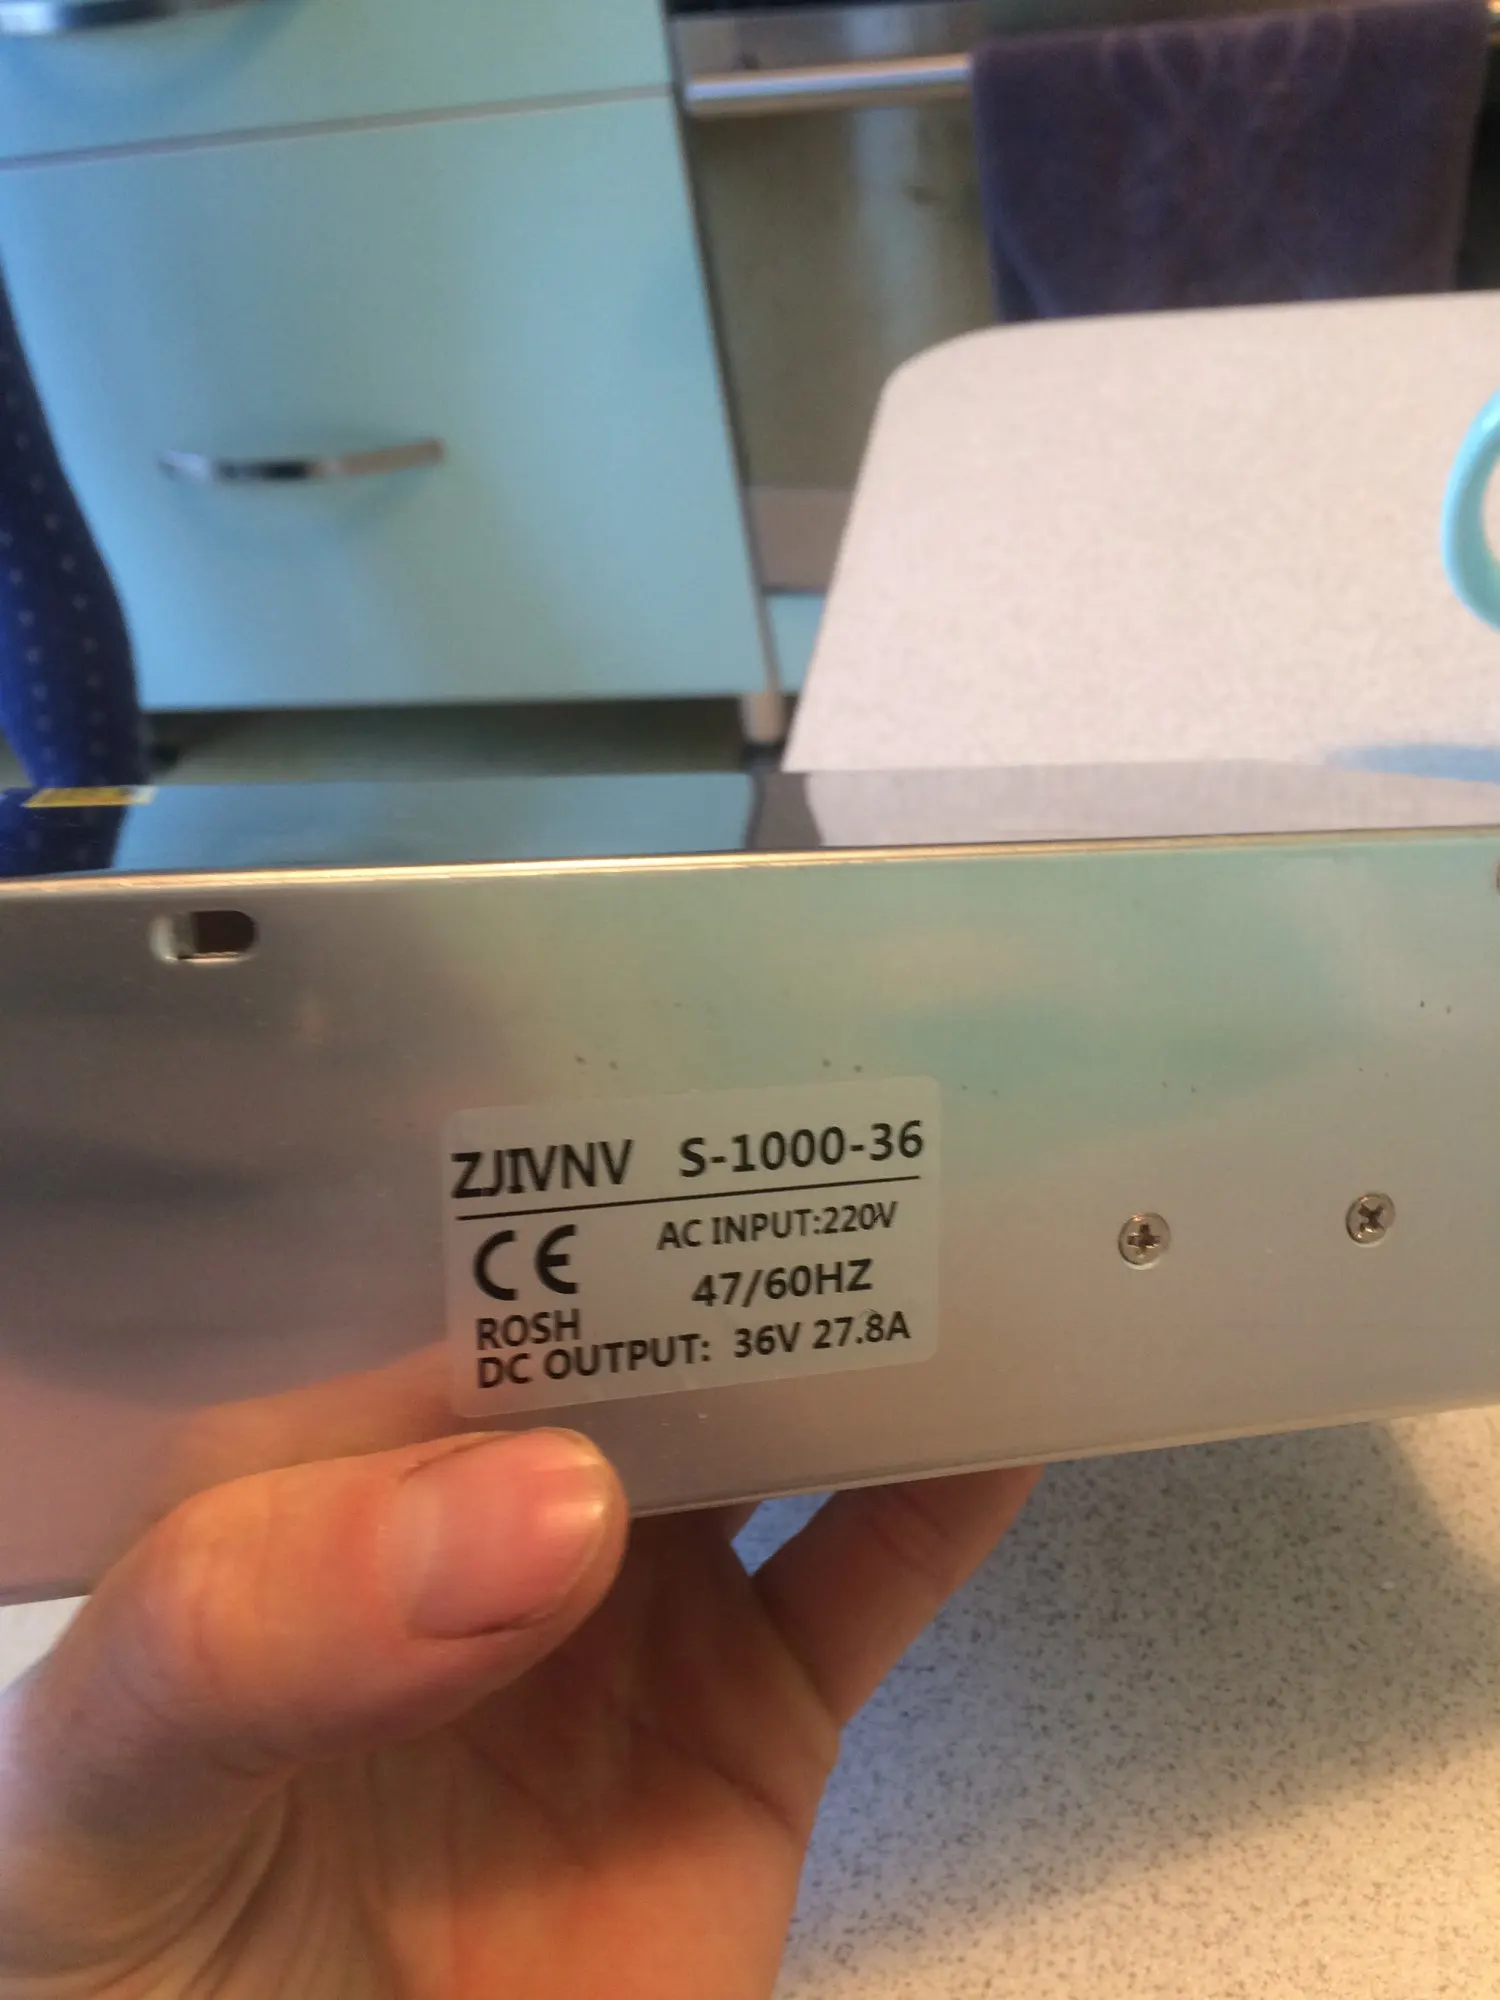 ZJIVNV S-1000-36
CE AC INPUT:220V
47/60HZ
ROSH
DC OUTPUT: 36V 27.8A